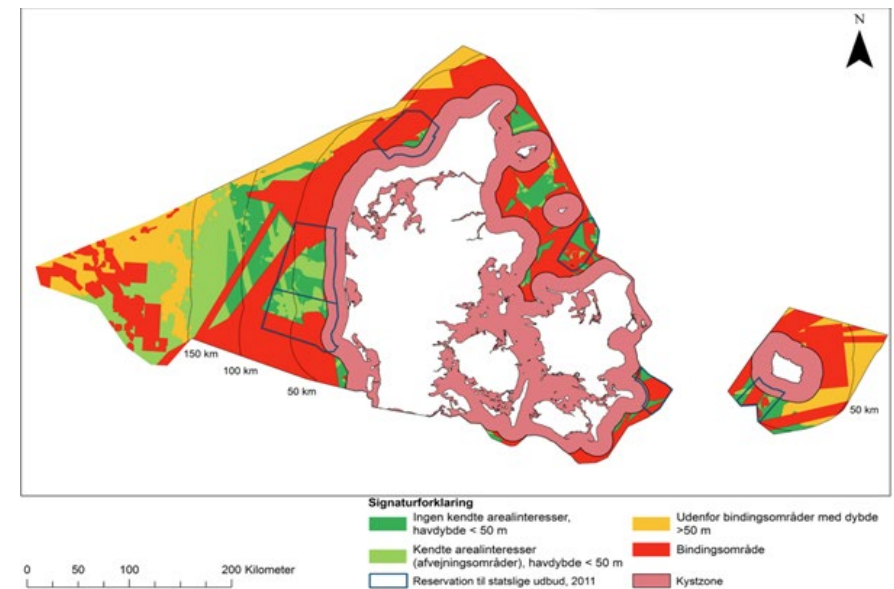 N
150 km
100 km
50 km
50 km
Signaturforklaring
Ingen kendte arealinteresser,
havdybde < 50 m
Kendte arealinteresser
(afvejningsområder), havdybde < 50 m
Reservation til statslige udbud, 2011
Udenfor bindingsområder med dybde
>50 m
Bindingsområde
Kystzone
0 50 100 200 Kilometer